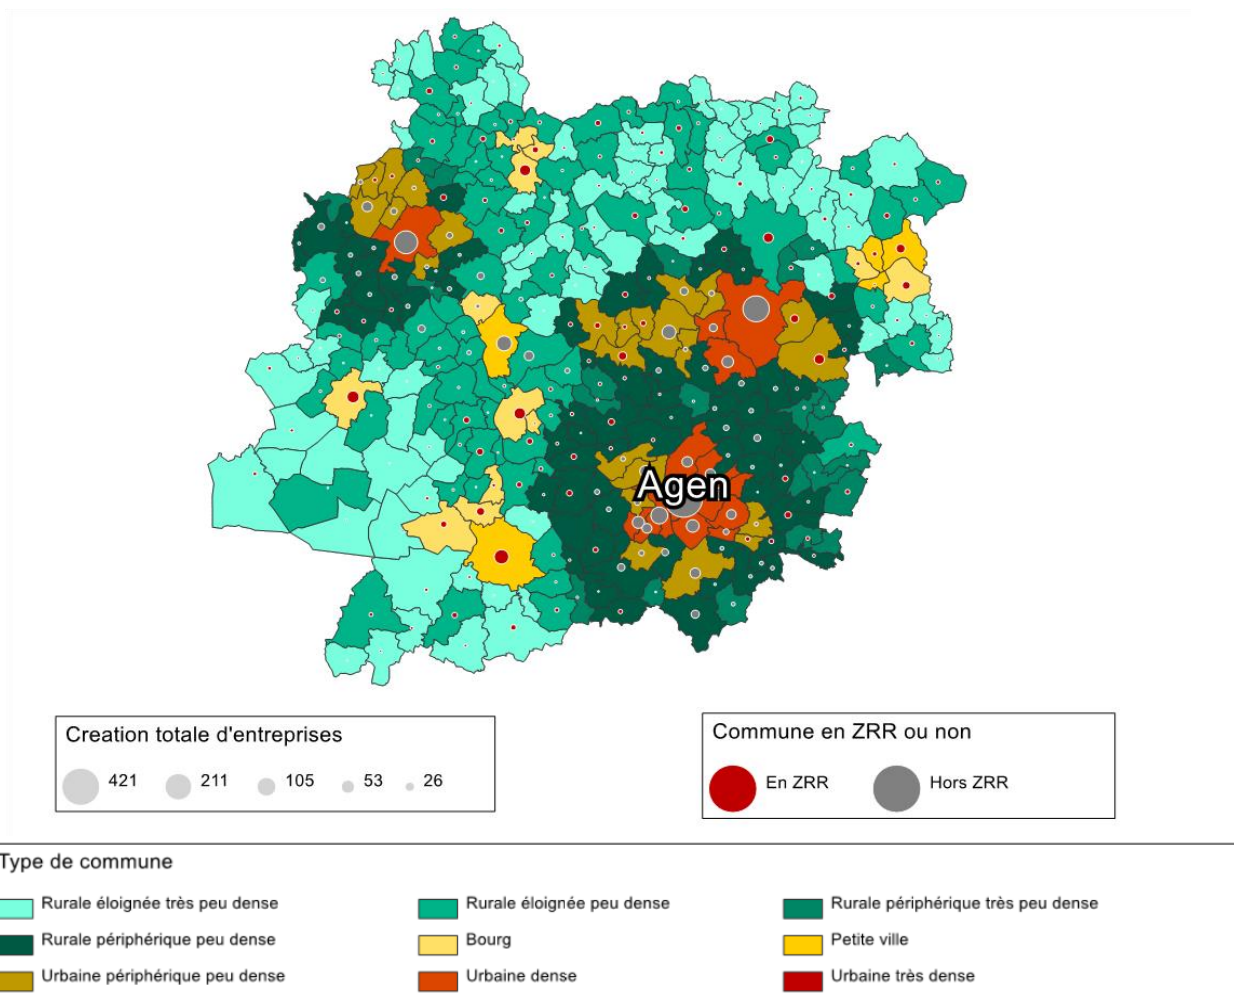 Agen
Creation totale d'entreprises
421 211 105 53 26
Commune en ZRR ou non
En ZRR Hors ZRR
Type de commune
Rurale éloignée très peu dense Rurale éloignée peu dense Rurale périphérique très peu dense
Rurale périphérique peu dense Bourg Petite ville
Urbaine périphérique peu dense Urbaine dense Urbaine très dense